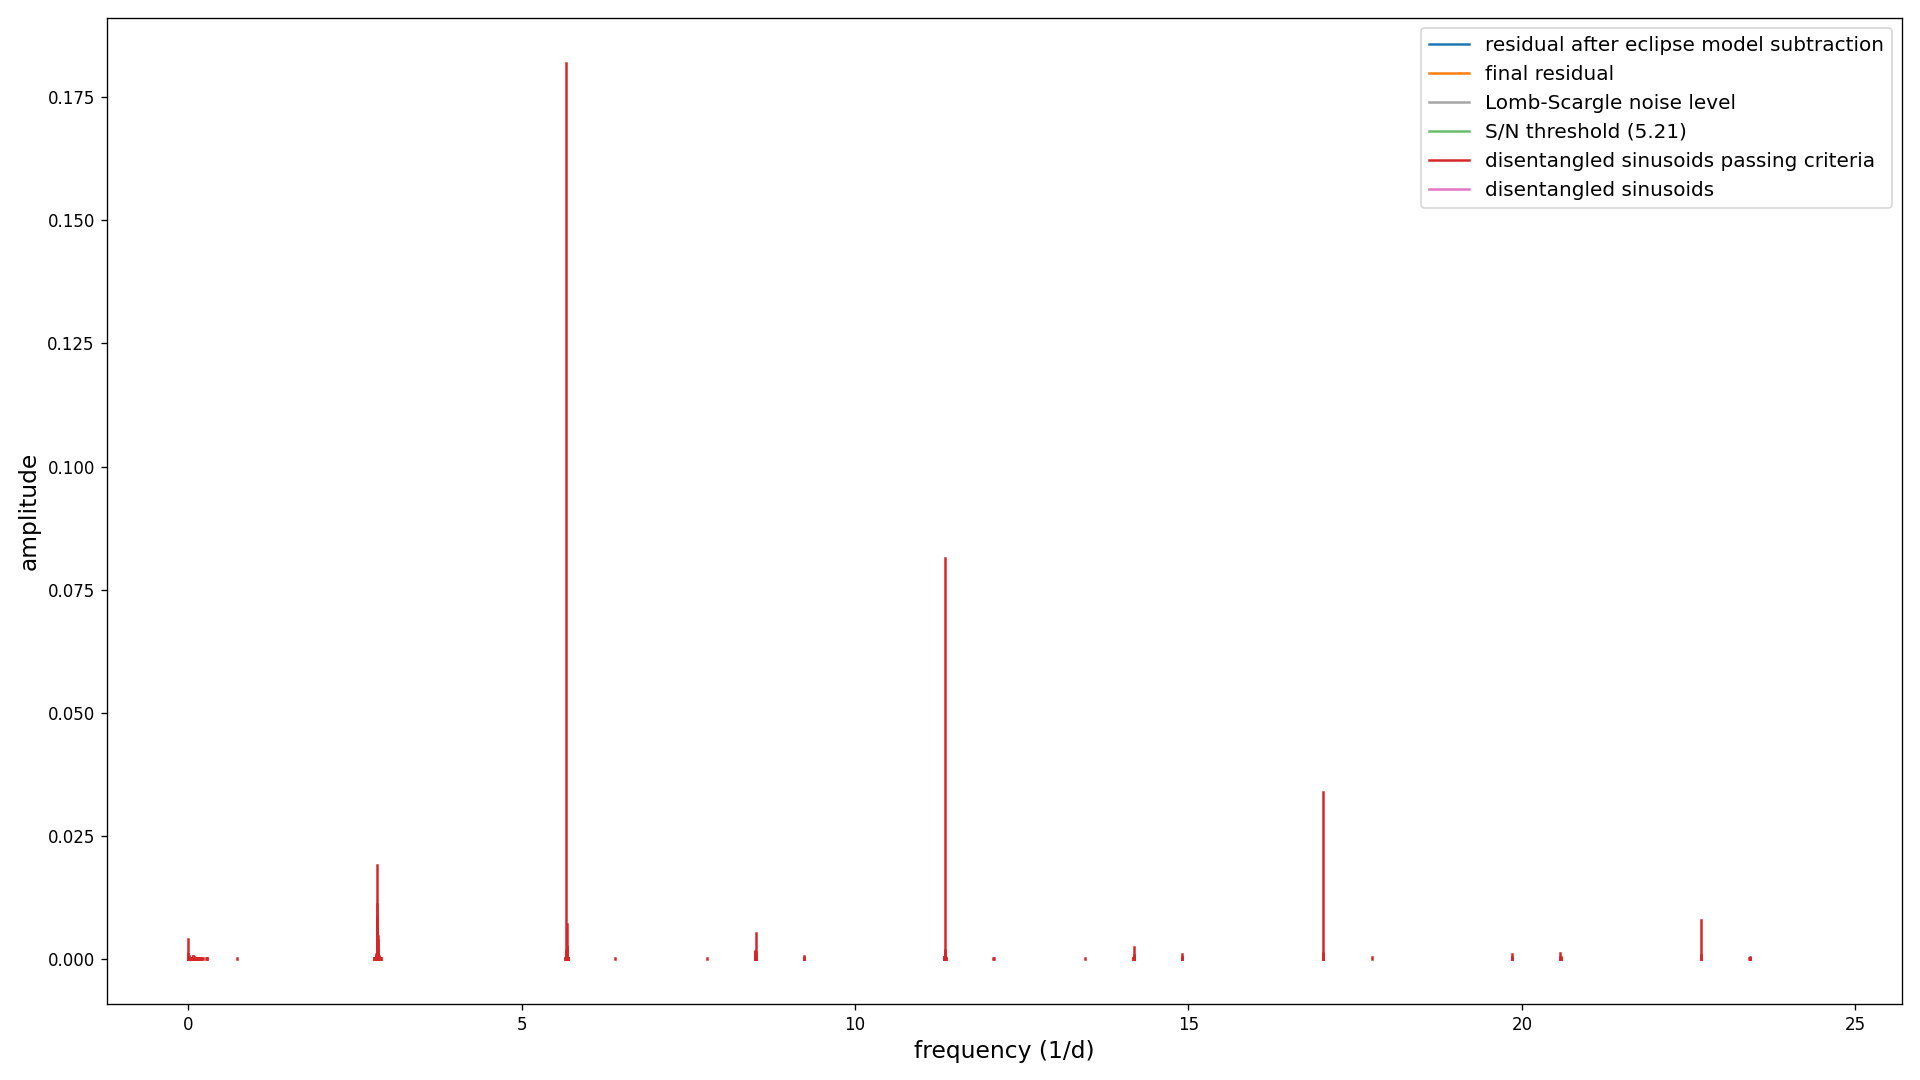 residual after eclipse model subtraction
final residual
Lomb-Scargle noise level
S/N threshold (5.21)
disentangled sinusoids passing criteria
disentangled sinusoids
0.175
0.150
0.125
0.100
0.075
0.050
0.025
0.000
amplitude
0 5 10 15 20 25
frequency (1/d)